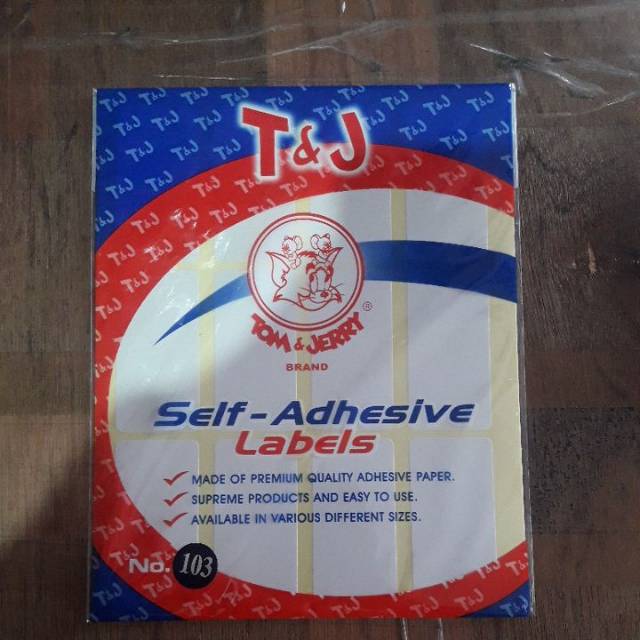 T&J
TOM & JERRY®
BRAND
Self-Adhesive
Labels
MADE OF PREMIUM QUALITY ADHESIVE PAPER.
SUPREME PRODUCTS AND EASY TO USE.
AVAILABLE IN VARIOUS DIFFERENT SIZES.
No. 103